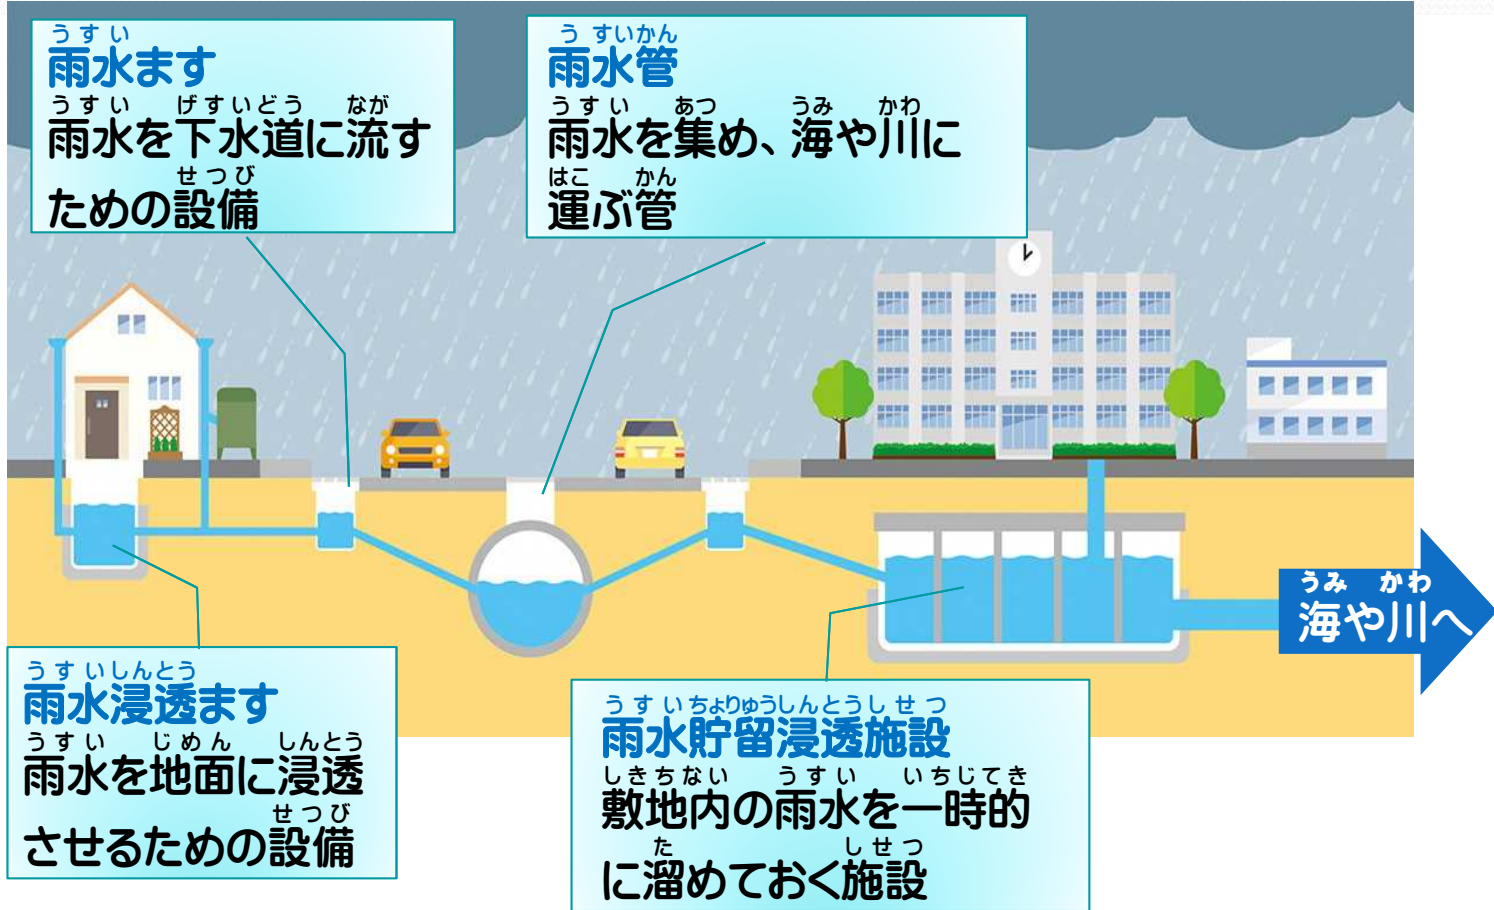 うすい
雨水ます
うすい げすいどう なが
雨水を下水道に流す
せつび
ための設備
うすいかん
雨水管
うすい あつ うみ かわ
雨水を集め、海や川に
はこ かん
運ぶ管
うすいしんとう
雨水浸透ます
うすい じめん しんとう
雨水を地面に浸透
せつび
させるための設備
うすいちょりゅうしんとうしせつ
雨水貯留浸透施設
しきちない うすい いちじてき
敷地内の雨水を一時的
た しせつ
に溜めておく施設
うみ かわ
海や川へ